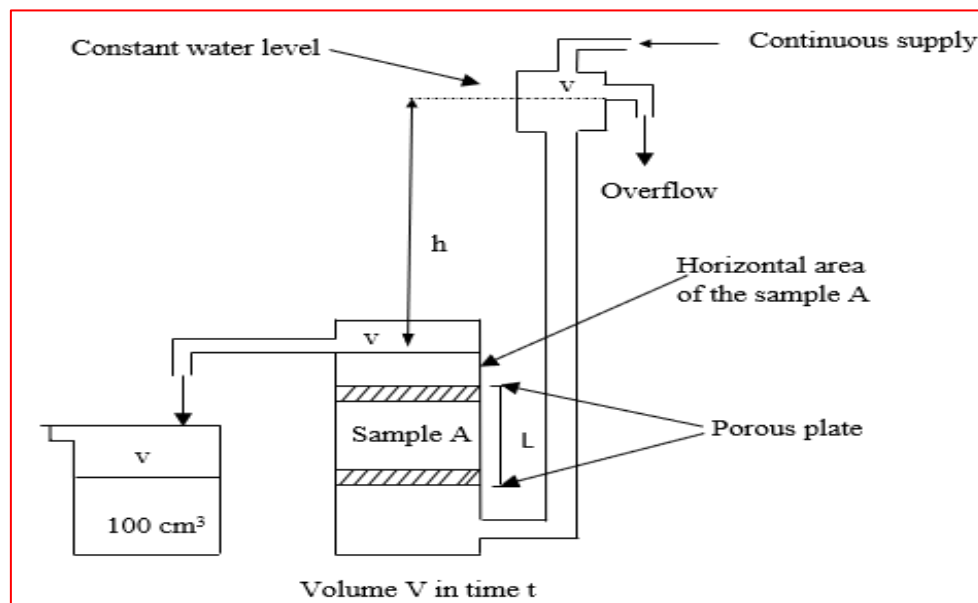 Constant water level
Continuous supply
v
Overflow
h
Horizontal area
of the sample A
v
Sample A
L
Porous plate
v
100 cm³
Volume V in time t